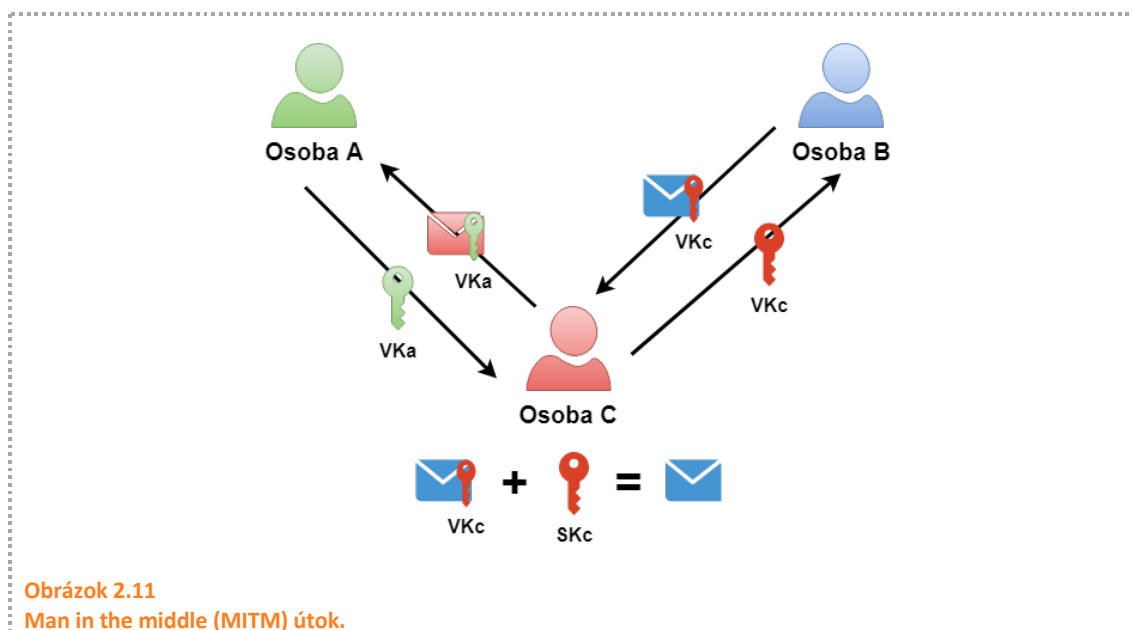 Osoba A
Osoba B
VKc
VKa
VKc
VKa
Osoba C
+ =
VKc
SKc
Obrázok 2.11
Man in the middle (MITM) útok.